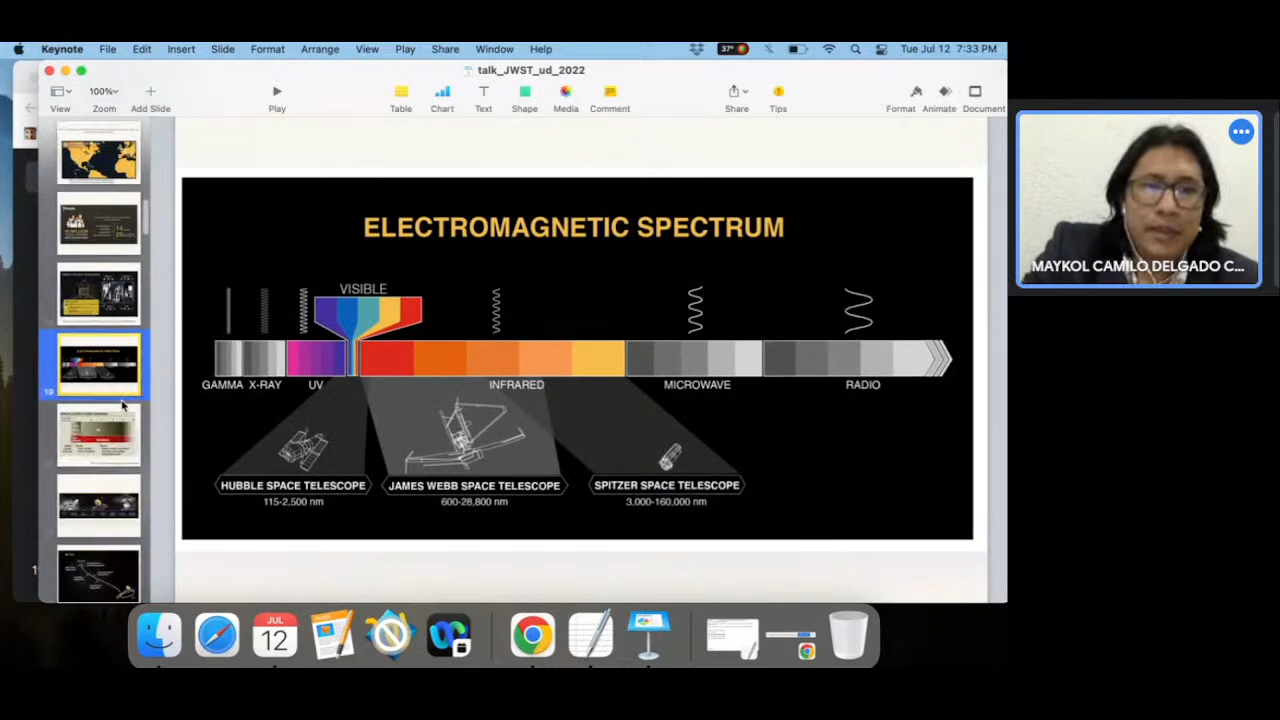 Keynote File Edit Insert Slide Format Arrange View Play Share Window Help 37° Tue Jul 12 7:33 PM
talk_JWST_ud_2022
100%
View Zoom Add Slide Play Table Chart Text Shape Media Comment Share Tips Format Animate Document
ELECTROMAGNETIC SPECTRUM
VISIBLE
GAMMA X-RAY UV INFRARED MICROWAVE RADIO
HUBBLE SPACE TELESCOPE JAMES WEBB SPACE TELESCOPE SPITZER SPACE TELESCOPE
115-2,500 nm 600-28,800 nm 3,000-160,000 nm
19
JUL
12
MAYKOL CAMILO DELGADO C...